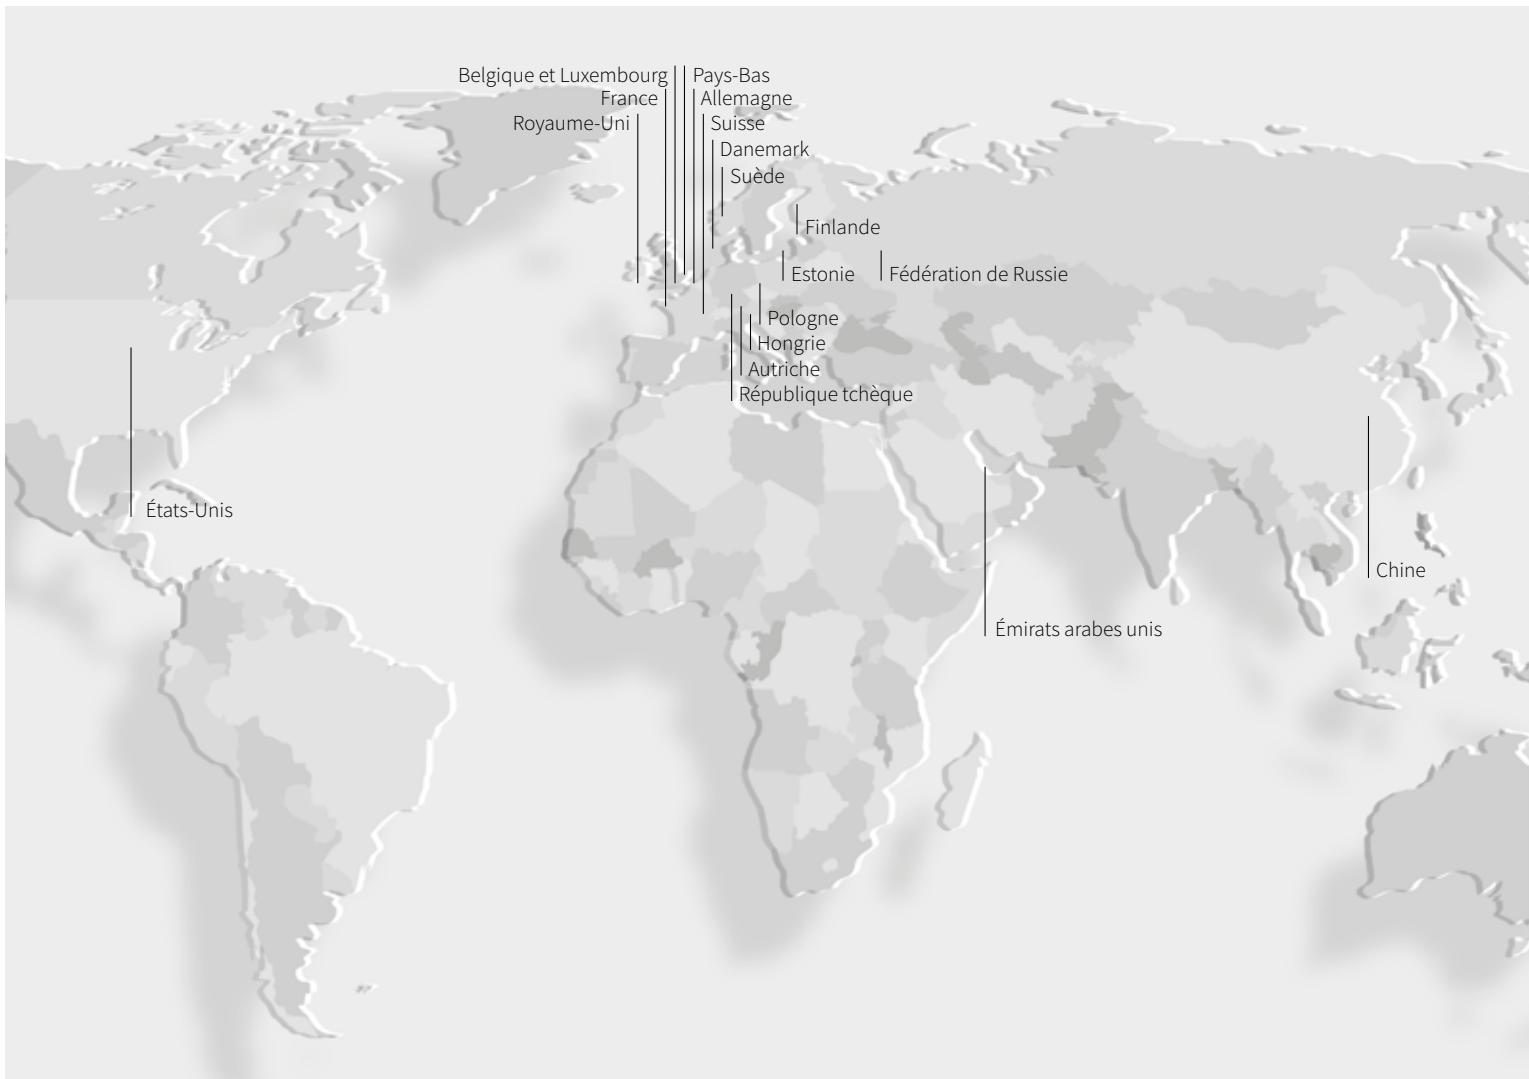 Belgique et Luxembourg
Pays-Bas
France
Allemagne
Royaume-Uni
Suisse
Danemark
Suède
Finlande
Estonie
Fédération de Russie
Pologne
Hongrie
Autriche
République tchèque
États-Unis
Chine
Émirats arabes unis